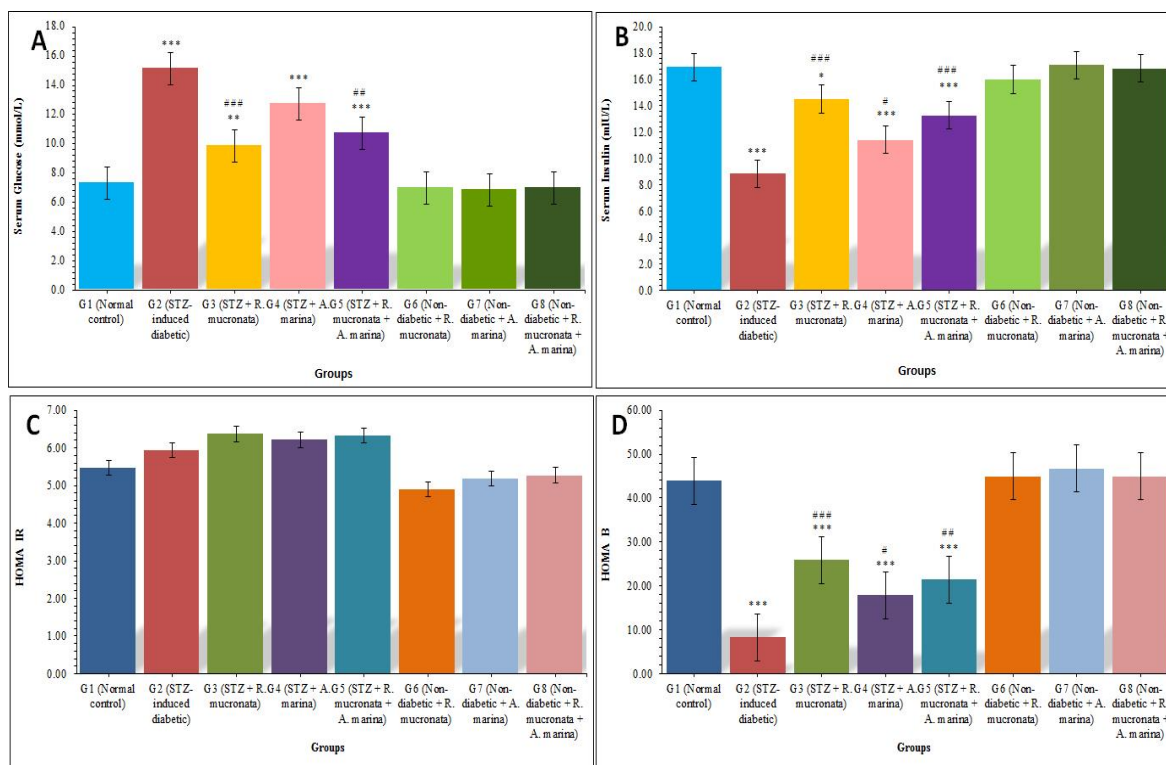 A
Serum Glucose (mmol/L)
18.0
16.0
14.0
12.0
10.0
8.0
6.0
4.0
2.0
0.0
***
###
**
***
##
***
G1 (Normal control)
G2 (STZ-induced diabetic)
G3 (STZ + R. mucronata)
G4 (STZ + A. marina)
G5 (STZ + R. mucronata + A. marina)
G6 (Non-diabetic + R. mucronata)
G7 (Non-diabetic + A. marina)
G8 (Non-diabetic + R. mucronata + A. marina)
Groups
B
Serum Insulin (mIU/L)
20.0
18.0
16.0
14.0
12.0
10.0
8.0
6.0
4.0
2.0
0.0
***
###
*
#
***
###
***
G1 (Normal control)
G2 (STZ-induced diabetic)
G3 (STZ + R. mucronata)
G4 (STZ + A. marina)
G5 (STZ + R. mucronata + A. marina)
G6 (Non-diabetic + R. mucronata)
G7 (Non-diabetic + A. marina)
G8 (Non-diabetic + R. mucronata + A. marina)
Groups
C
HOMA IR
7.00
6.00
5.00
4.00
3.00
2.00
1.00
0.00
G1 (Normal control)
G2 (STZ-induced diabetic)
G3 (STZ + R. mucronata)
G4 (STZ + A. marina)
G5 (STZ + R. mucronata + A. marina)
G6 (Non-diabetic + R. mucronata)
G7 (Non-diabetic + A. marina)
G8 (Non-diabetic + R. mucronata + A. marina)
Groups
D
HOMA B
60.00
50.00
40.00
30.00
20.00
10.00
0.00
***
###
***
#
***
##
***
G1 (Normal control)
G2 (STZ-induced diabetic)
G3 (STZ + R. mucronata)
G4 (STZ + A. marina)
G5 (STZ + R. mucronata + A. marina)
G6 (Non-diabetic + R. mucronata)
G7 (Non-diabetic + A. marina)
G8 (Non-diabetic + R. mucronata + A. marina)
Groups